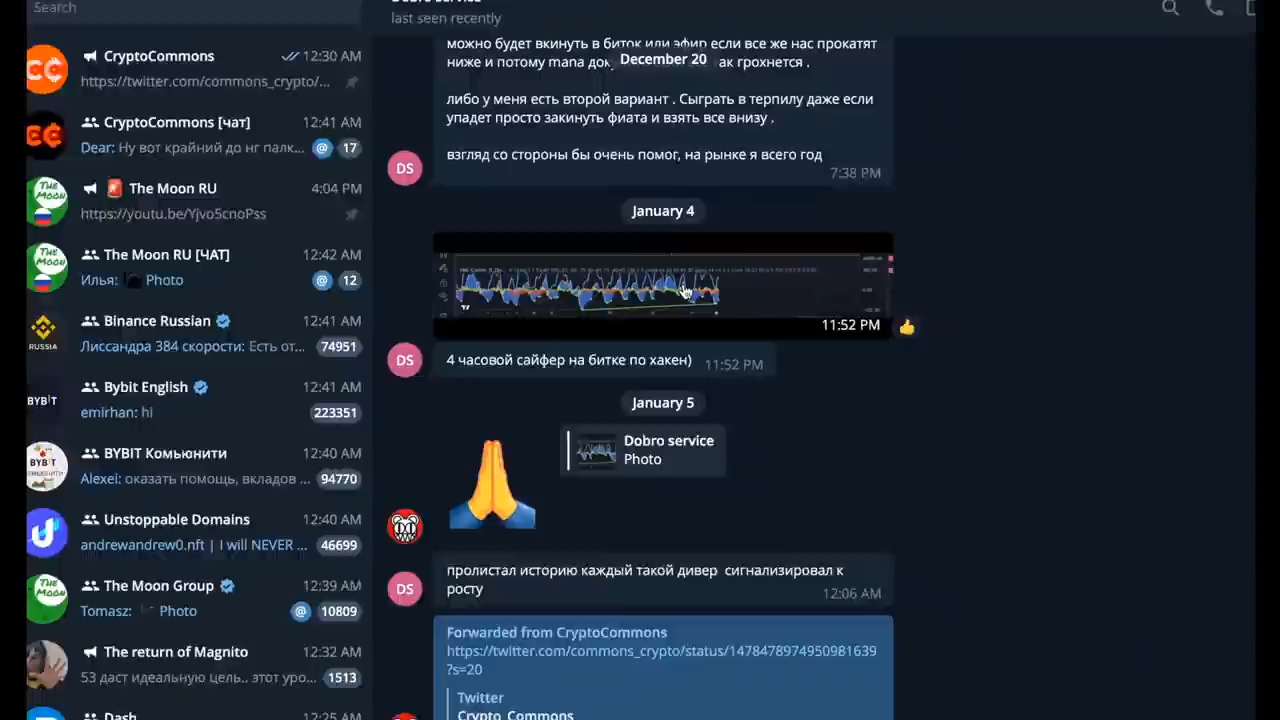 Search
CryptoCommons
12:30 AM
https://twitter.com/commons_crypto/...
CryptoCommons [чат]
12:41 AM
Dear: Ну вот крайний до нг палк...
@ 17
The Moon RU
4:04 PM
https://youtu.be/Yjvo5cnoPss
The Moon RU [ЧАТ]
12:42 AM
Илья: Photo
@ 12
Binance Russian
12:41 AM
Лиссандра 384 скорости: Есть от...
74951
RUSSIA
Bybit English
12:41 AM
emirhan: hi
223351
BYBIT
BYBIT Комьюнити
12:40 AM
Alexei: оказать помощь, вкладов ...
94770
Unstoppable Domains
12:40 AM
andrewandrew0.nft | I will NEVER ...
46699
The Moon Group
12:39 AM
Tomasz: Photo
@ 10809
The return of Magnito
12:32 AM
53 даст идеальную цель.. этот уро...
1513
Dash
12:25 AM
last seen recently
можно будет вкинуть в биток или эфир если все же нас прокатят
ниже и потому mana
ак грохнется .
December 20
либо у меня есть второй вариант . Сыграть в терпилу даже если
упадет просто закинуть фиата и взять все внизу .
взгляд со стороны бы очень помог, на рынке я всего год
7:38 PM
DS
January 4
11:52 PM
4 часовой сайфер на битке по хакен)
11:52 PM
DS
January 5
Dobro service
Photo
пролистал историю каждый такой дивер сигнализировал к
росту
12:06 AM
DS
Forwarded from CryptoCommons
https://twitter.com/commons_crypto/status/1478478974950981639
?s=20
Twitter
Crypto_Commons